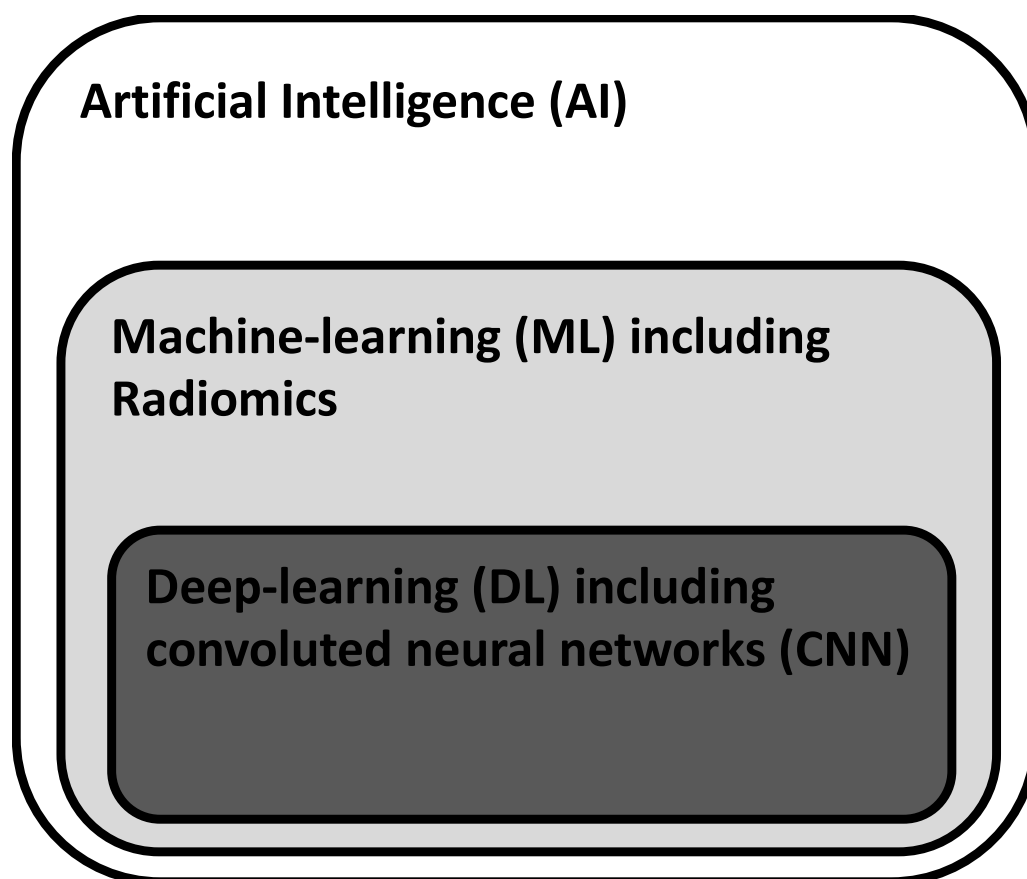 Artificial Intelligence (AI)
Machine-learning (ML) including
Radiomics
Deep-learning (DL) including
convoluted neural networks (CNN)